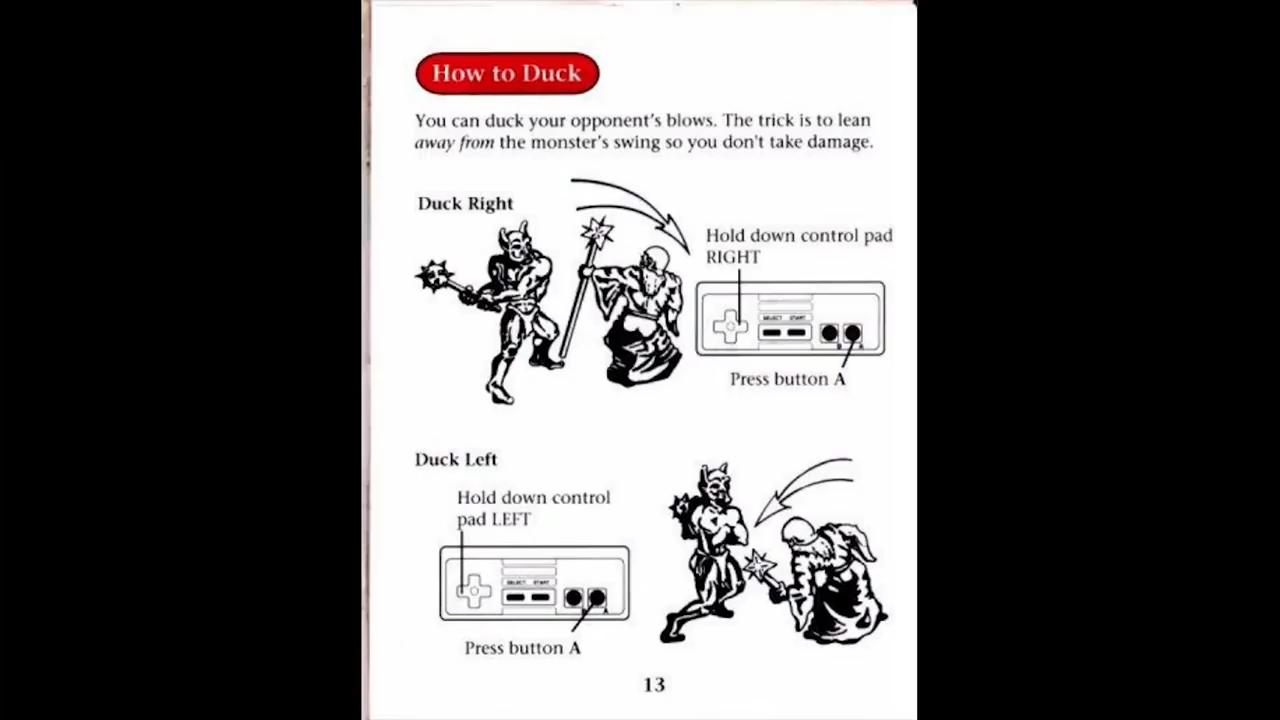 How to Duck
You can duck your opponent's blows. The trick is to lean
away from the monster's swing so you don't take damage.
Duck Right
Hold down control pad
RIGHT
SELECT START
B A
Press button A
Duck Left
Hold down control
pad LEFT
SELECT START
A
Press button A
13